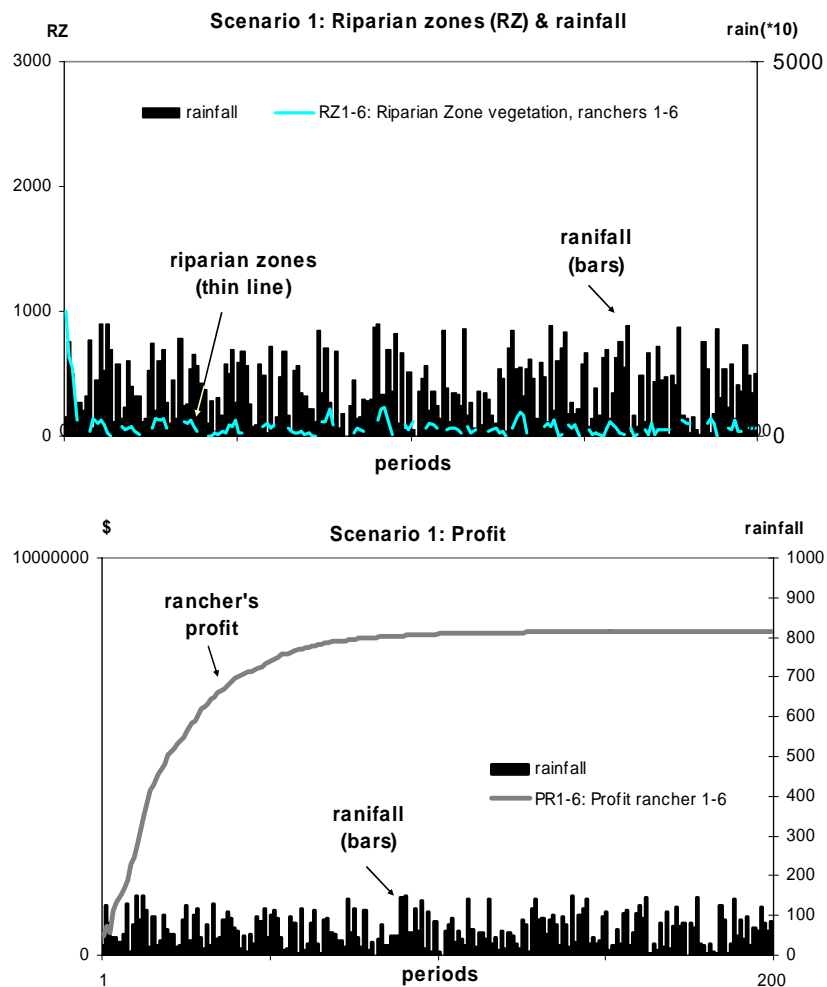 Scenario 1: Riparian zones (RZ) & rainfall
RZ
rain(*10)
3000
5000
rainfall
RZ1-6: Riparian Zone vegetation, ranchers 1-6
2000
ranifall
(bars)
riparian zones
(thin line)
1000
0
0
periods
$
Scenario 1: Profit
rainfall
10000000
1000
900
rancher's
profit
800
700
600
500
rainfall
PR1-6: Profit rancher 1-6
400
ranifall
(bars)
300
200
100
0
0
1
periods
200